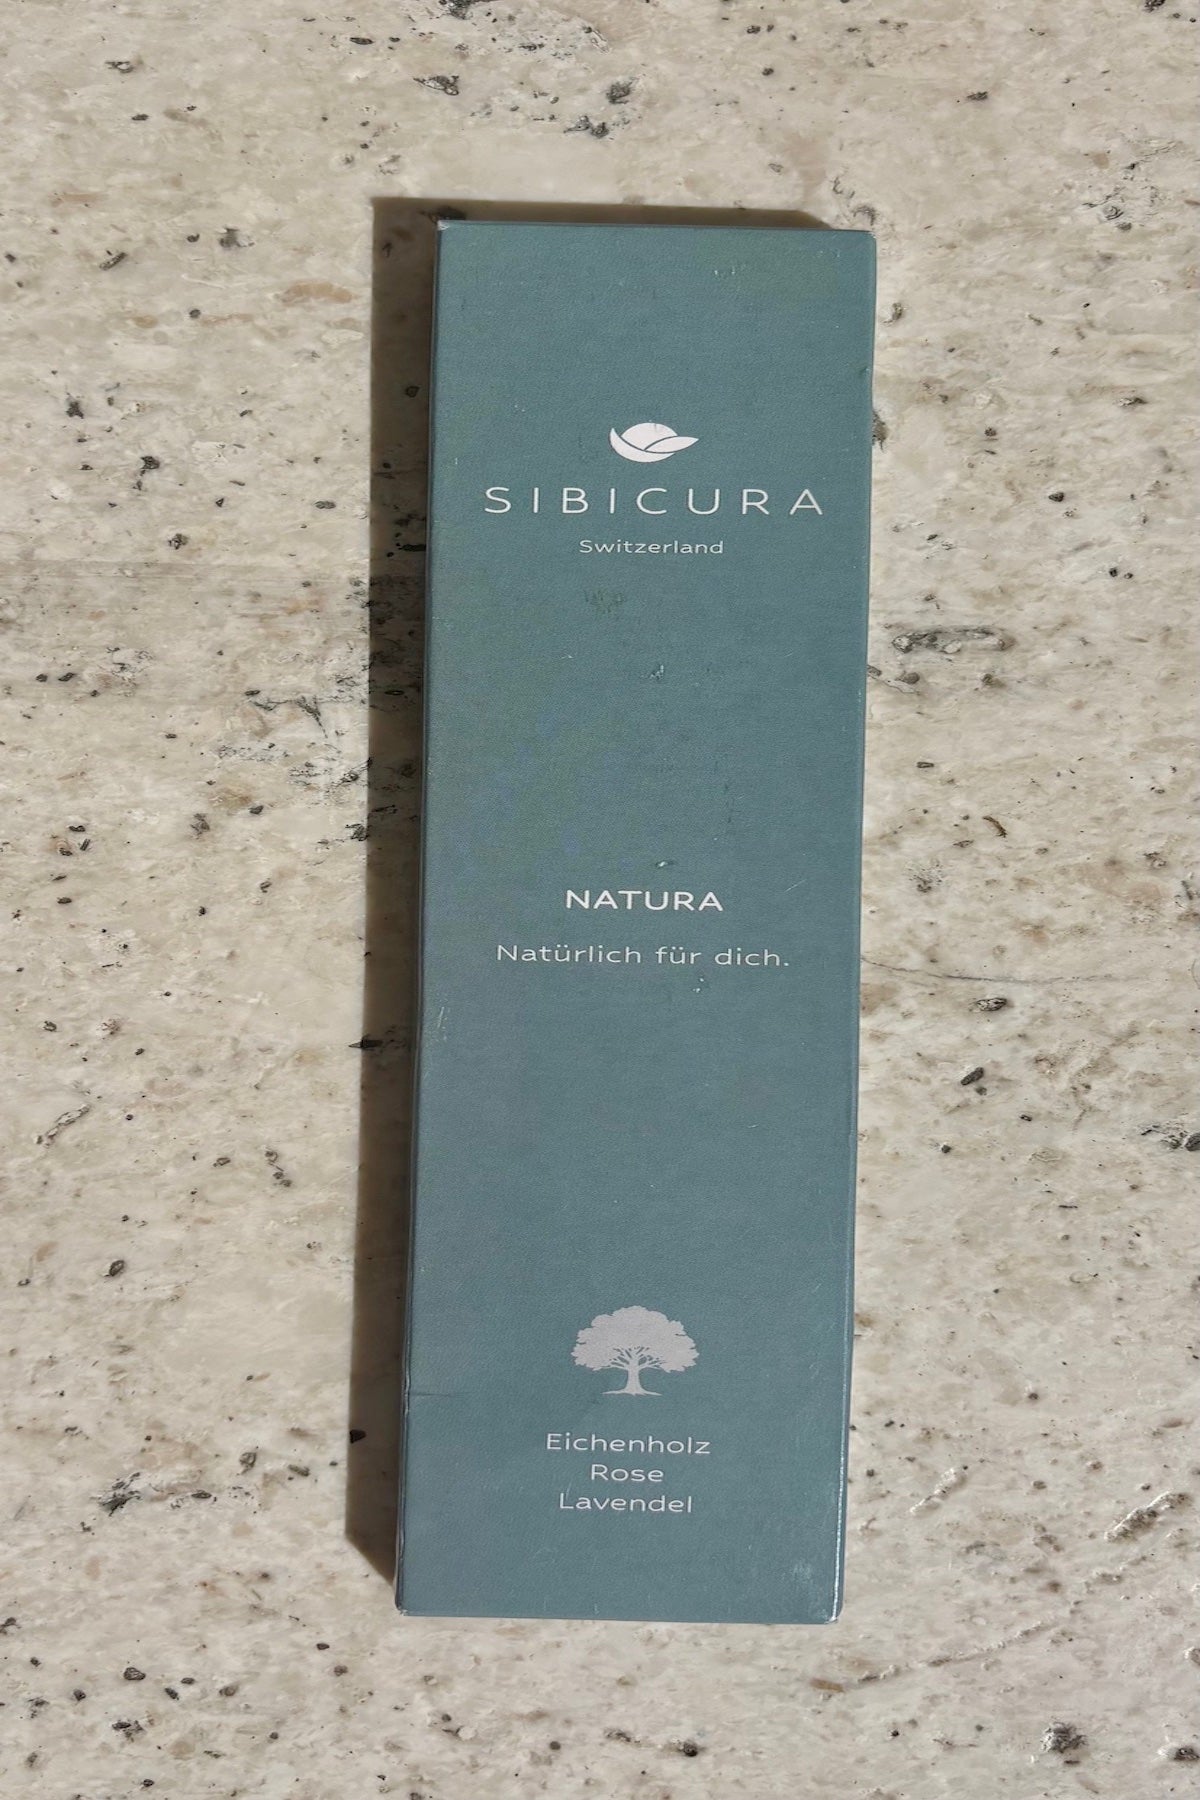 SIBICURA
Switzerland
NATURA
Natürlich für dich.
Eichenholz
Rose
Lavendel